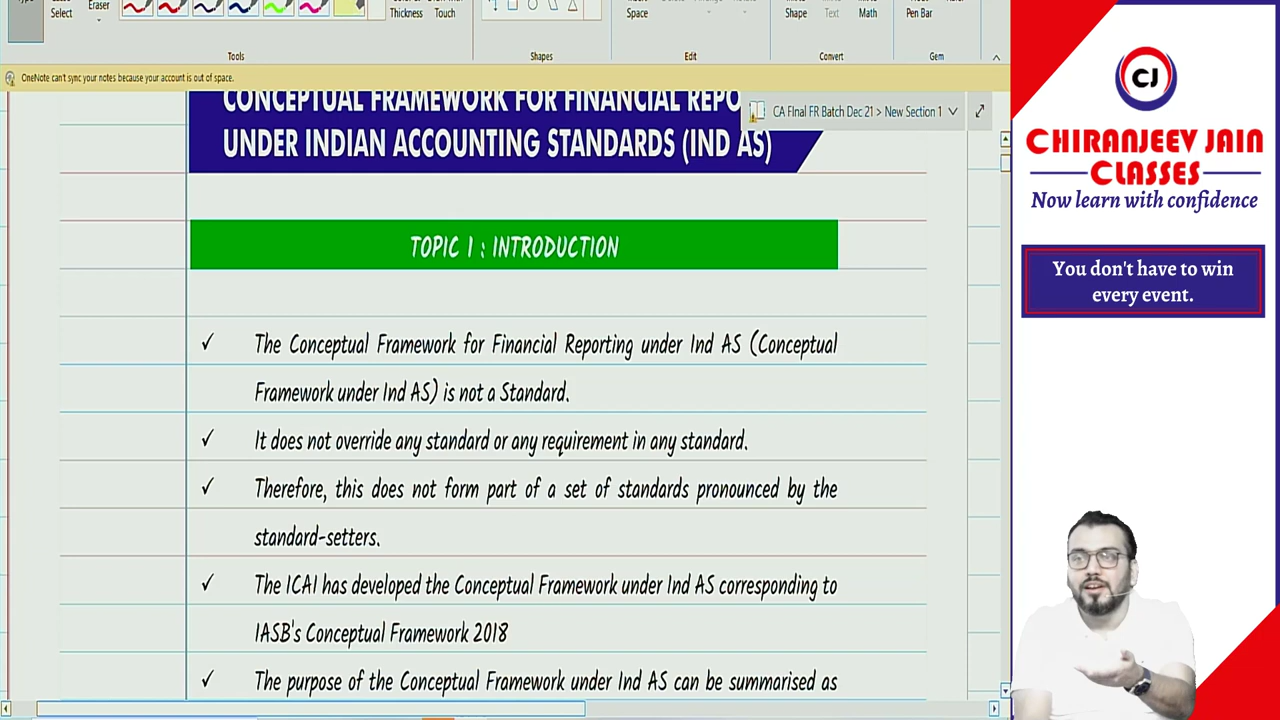 Select
Eraser
Thickness
Touch
Space
Shape
Text
Math
Pen Bar
Tools
Shapes
Edit
Convert
Gem
OneNote can't sync your notes because your account is out of space.
CONCEPTUAL FRAMEWORK FOR FINANCIAL REPO
CA FInal FR Batch Dec 21 > New Section 1
UNDER INDIAN ACCOUNTING STANDARDS (IND AS)
TOPIC 1 : INTRODUCTION
✓ The Conceptual Framework for Financial Reporting under Ind AS (Conceptual
Framework under Ind AS) is not a Standard.
✓ It does not override any standard or any requirement in any standard.
✓ Therefore, this does not form part of a set of standards pronounced by the
standard-setters.
✓ The ICAI has developed the Conceptual Framework under Ind AS corresponding to
IASB's Conceptual Framework 2018
✓ The purpose of the Conceptual Framework under Ind AS can be summarised as
CJ
CHIRANJEEV JAIN
CLASSES
Now learn with confidence
You don't have to win
every event.